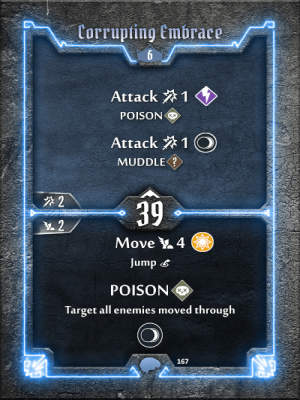 Corrupting Embrace
6
Attack 1
POISON
Attack 1
MUDDLE ?
2
39
2
Move 4
Jump
POISON
Target all enemies moved through
167